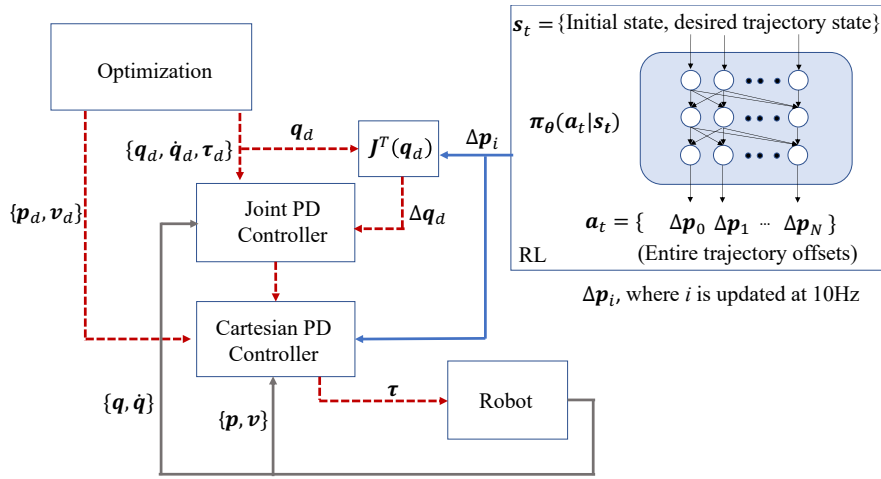 Optimization
{q_d, q̇_d, τ_d}
q_d
J^T(q_d)
Δp_i
Δq_d
{p_d, v_d}
Joint PD
Controller
Cartesian PD
Controller
{q, q̇}
{p, v}
τ
Robot
s_t = {Initial state, desired trajectory state}
π_θ(a_t|s_t)
a_t = { Δp_0 Δp_1 ··· Δp_N }
(Entire trajectory offsets)
RL
Δp_i, where i is updated at 10Hz